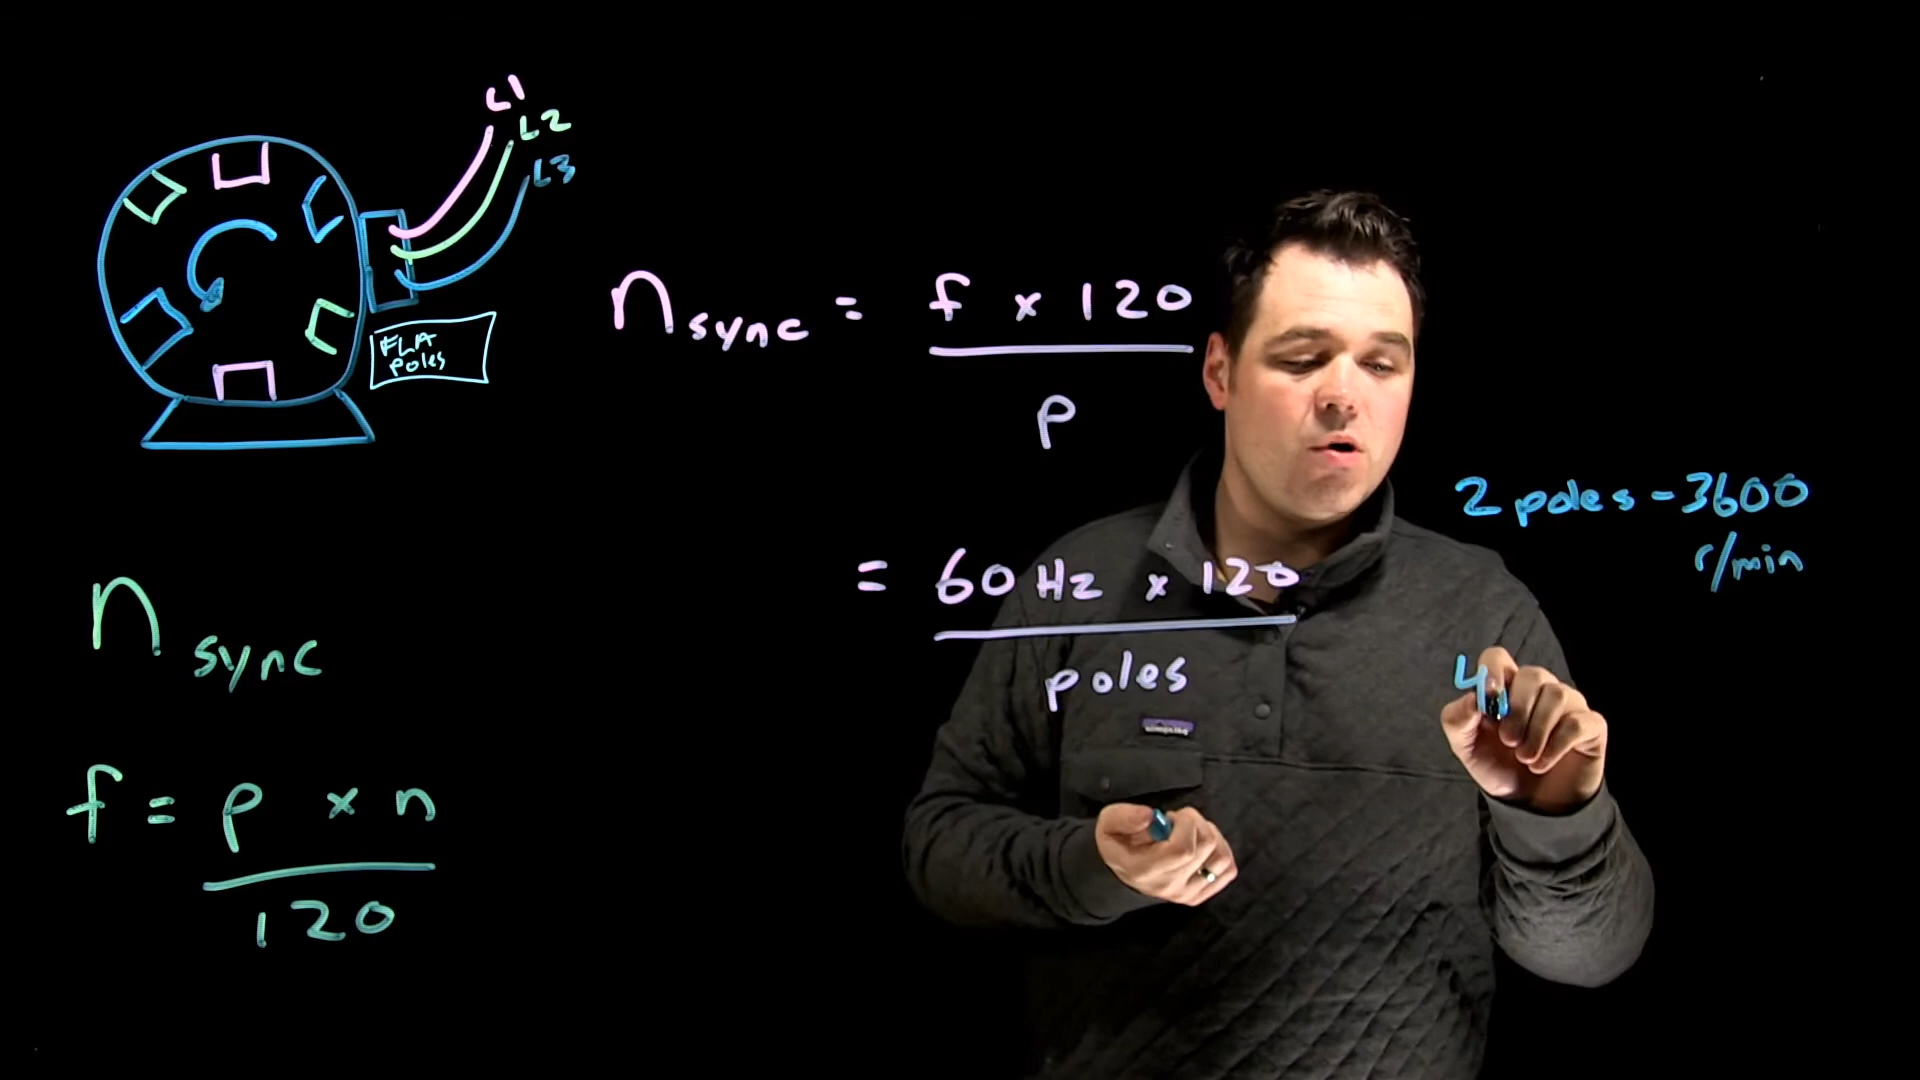 L1
L2
L3
FLA
Poles
n sync = f x 120
p
2 poles - 3600
r/min
= 60 Hz x 120
poles
4
n sync
f = p x n
120